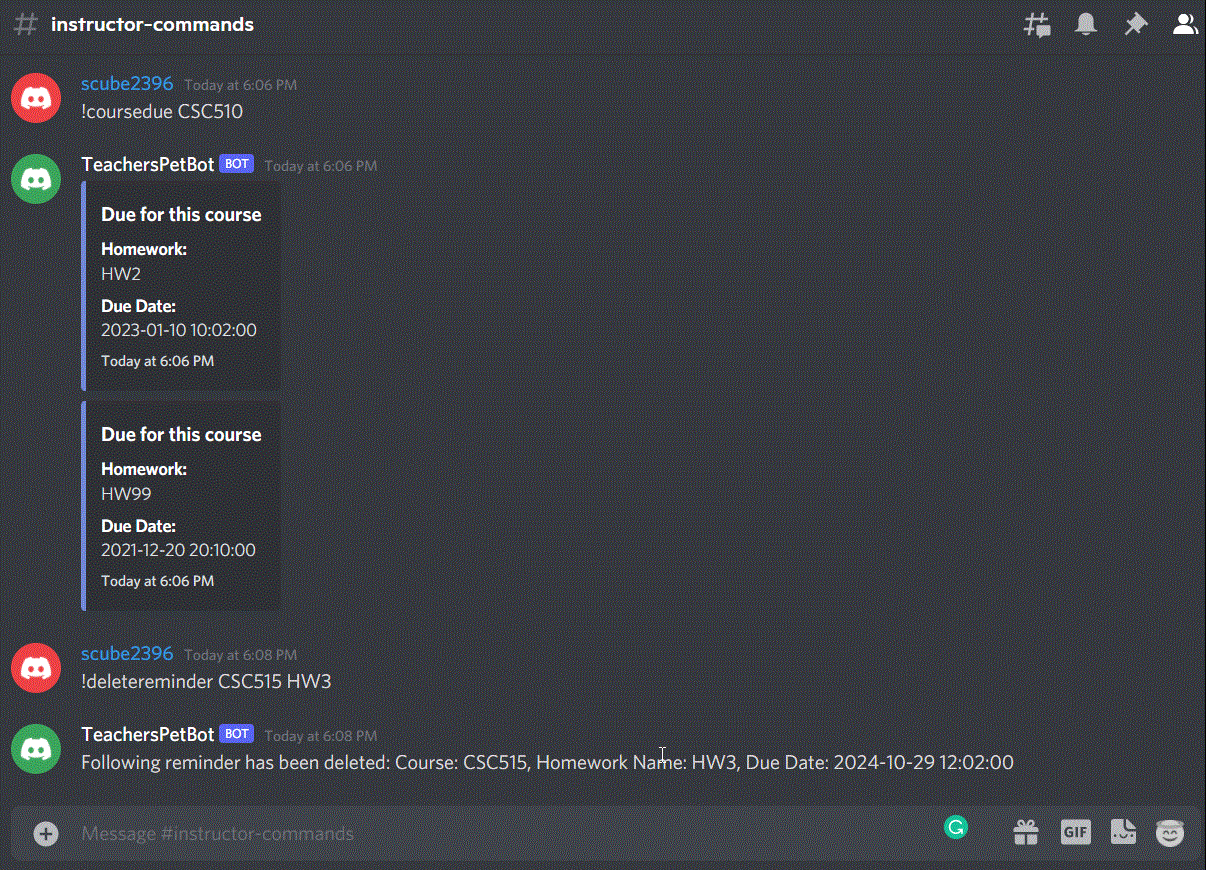 # instructor-commands
scube2396 Today at 6:06 PM
!coursedue CSC510
TeachersPetBot BOT Today at 6:06 PM
Due for this course
Homework:
HW2
Due Date:
2023-01-10 10:02:00
Today at 6:06 PM
Due for this course
Homework:
HW99
Due Date:
2021-12-20 20:10:00
Today at 6:06 PM
scube2396 Today at 6:08 PM
!deletereminder CSC515 HW3
TeachersPetBot BOT Today at 6:08 PM
Following reminder has been deleted: Course: CSC515, Homework Name: HW3, Due Date: 2024-10-29 12:02:00
Message #instructor-commands GIF